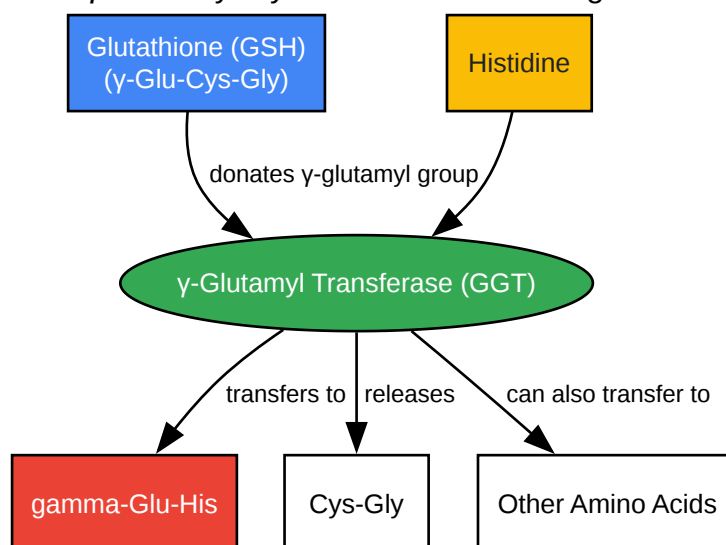 Glutathione (GSH)
(γ-Glu-Cys-Gly)
Histidine
donates γ-glutamyl group
γ-Glutamyl Transferase (GGT)
transfers to
releases
can also transfer to
gamma-Glu-His
Cys-Gly
Other Amino Acids